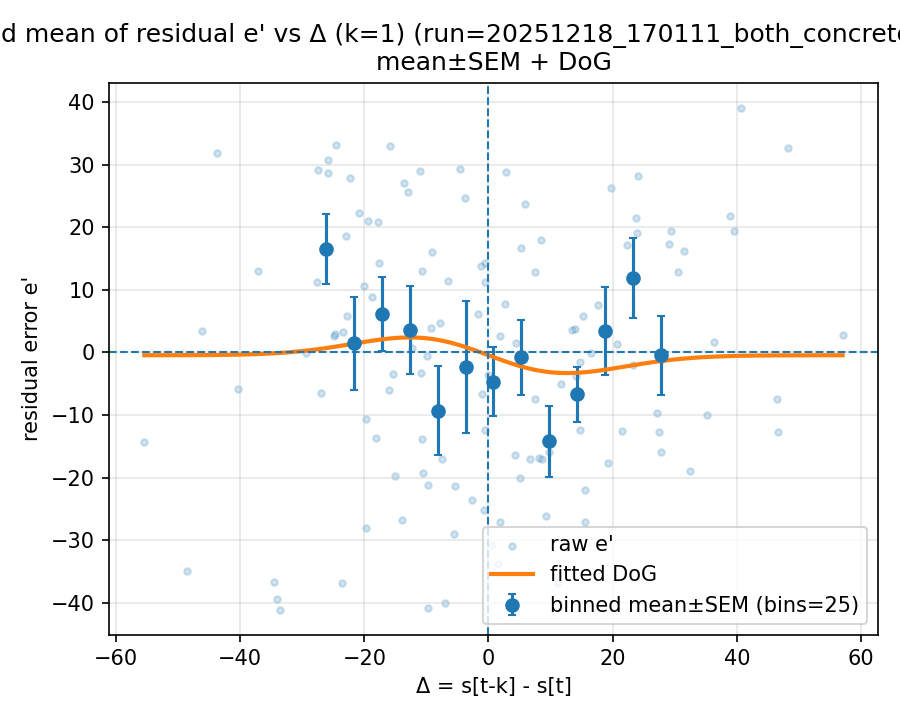 d mean of residual e' vs Δ (k=1) (run=20251218_170111_both_concrete
mean±SEM + DoG
40
30
20
10
0
−10
−20
−30
−40
residual error e'
raw e'
fitted DoG
binned mean±SEM (bins=25)
−60
−40
−20
0
20
40
60
Δ = s[t-k] - s[t]